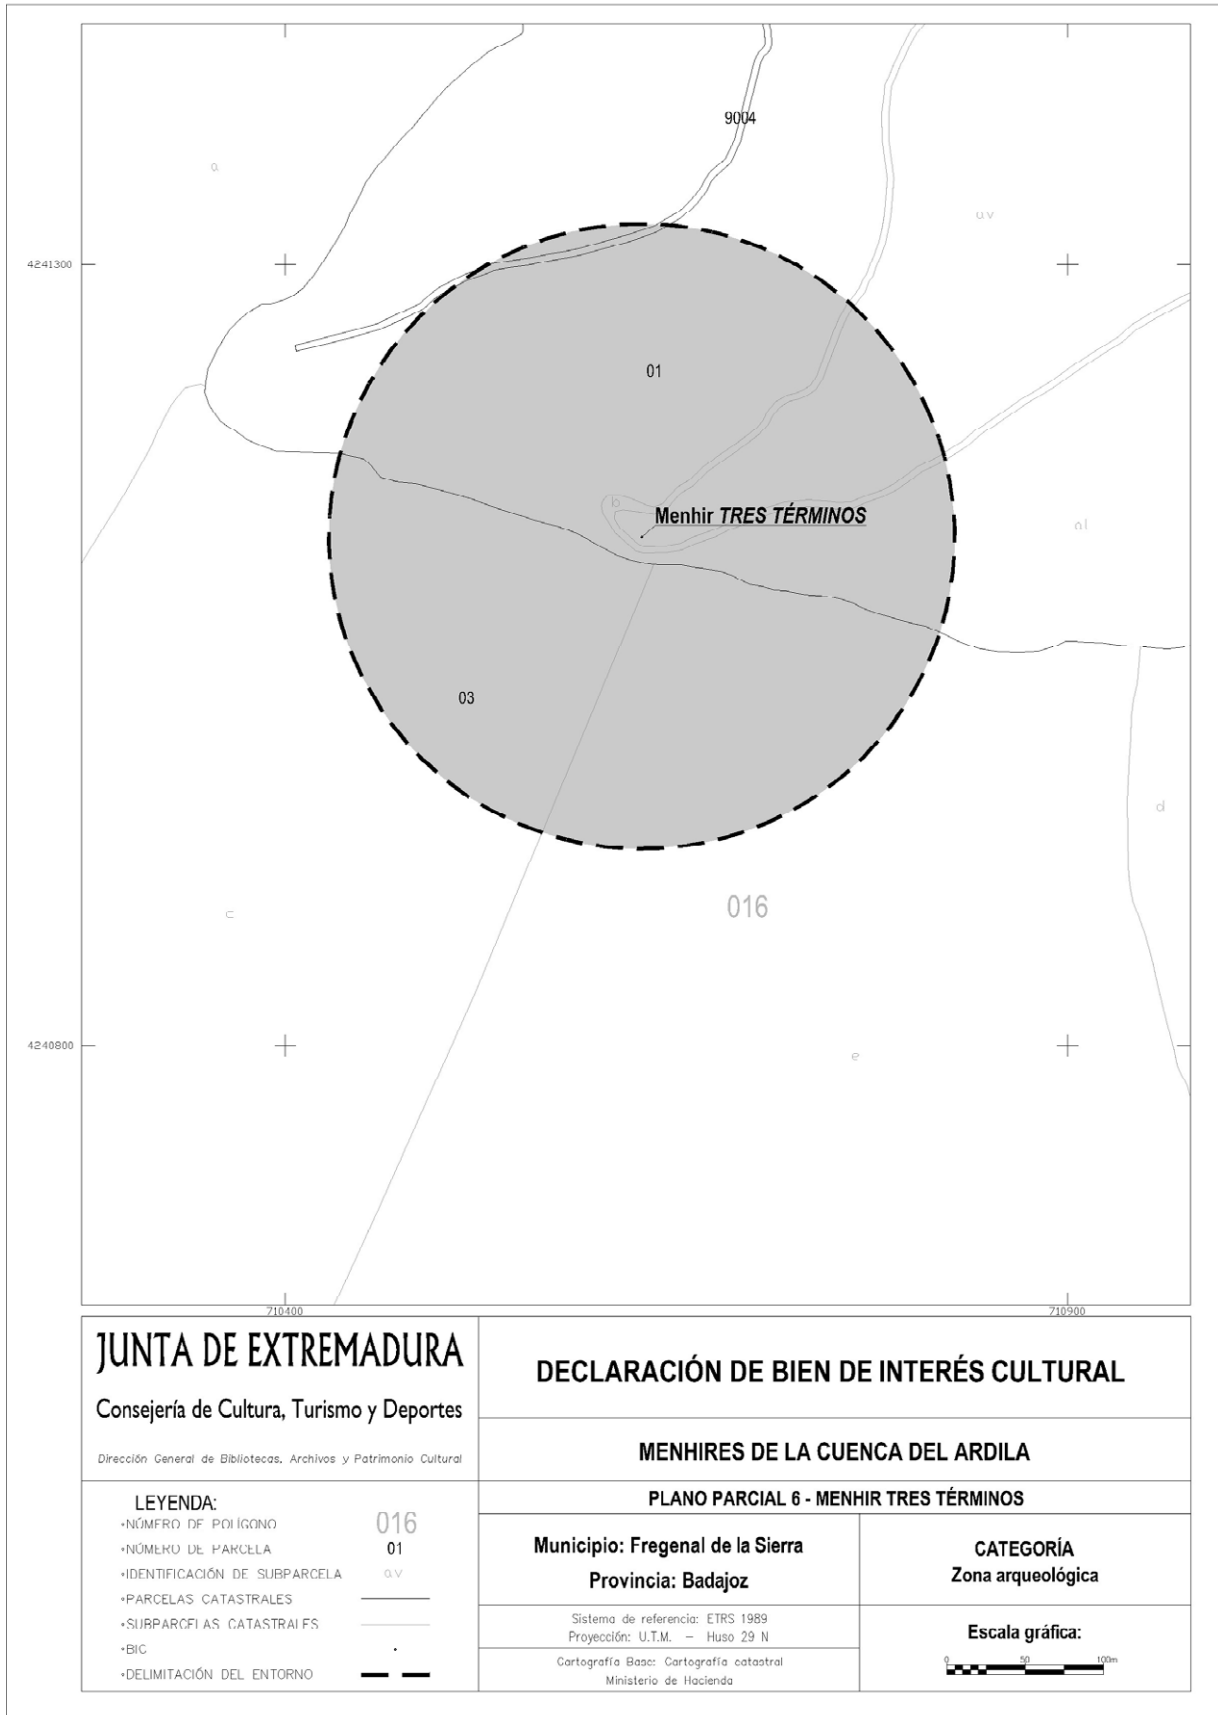 9004
a
av
4241300
01
b
Menhir TRES TÉRMINOS
al
03
d
016
c
4240800
e
710400
710900
JUNTA DE EXTREMADURA
Consejería de Cultura, Turismo y Deportes
Dirección General de Bibliotecas, Archivos y Patrimonio Cultural
DECLARACIÓN DE BIEN DE INTERÉS CULTURAL
MENHIRES DE LA CUENCA DEL ARDILA
PLANO PARCIAL 6 - MENHIR TRES TÉRMINOS
LEYENDA:
•NÚMERO DE POLÍGONO 016
•NÚMERO DE PARCELA 01
•IDENTIFICACIÓN DE SUBPARCELA av
•PARCELAS CATASTRALES
•SUBPARCELAS CATASTRALES
•BIC
•DELIMITACIÓN DEL ENTORNO
Municipio: Fregenal de la Sierra
Provincia: Badajoz
Sistema de referencia: ETRS 1989
Proyección: U.T.M. – Huso 29 N
Cartografía Base: Cartografía catastral
Ministerio de Hacienda
CATEGORÍA
Zona arqueológica
Escala gráfica:
0 50 100m